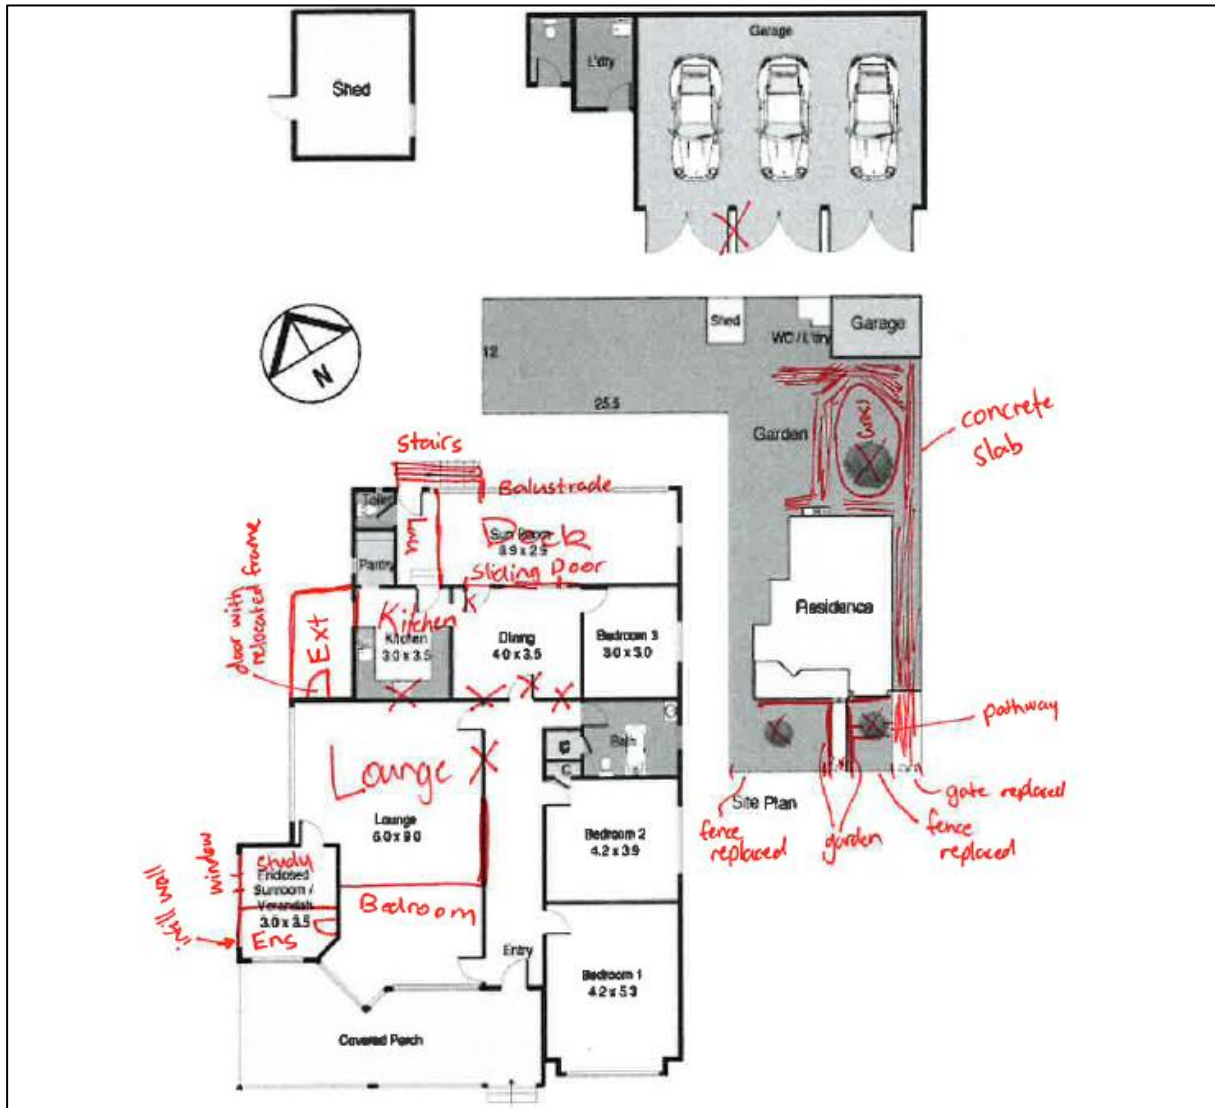 Garage
L'dry
Shed
N
Shed
WC / L'dry
Garage
12
25.5
Garden
Grass
concrete
slab
Residence
pathway
gate replaced
fence
replaced
garden
fence
replaced
Site Plan
Stairs
Balustrade
Toilet
Deck
Sun Room
Sliding Door
Pantry
door with
relocated frame
Ext
Kitchen
Kitchen
3.0 x 3.5
Dining
4.0 x 3.5
Bedroom 3
3.0 x 3.0
Bath
C
Lounge
Lounge
6.0 x 9.0
Bedroom 2
4.2 x 3.9
window
study
Enclosed
Sunroom /
Verandah
3.0 x 3.5
infill wall
Ens
Bedroom
Entry
Bedroom 1
4.2 x 5.3
Covered Porch